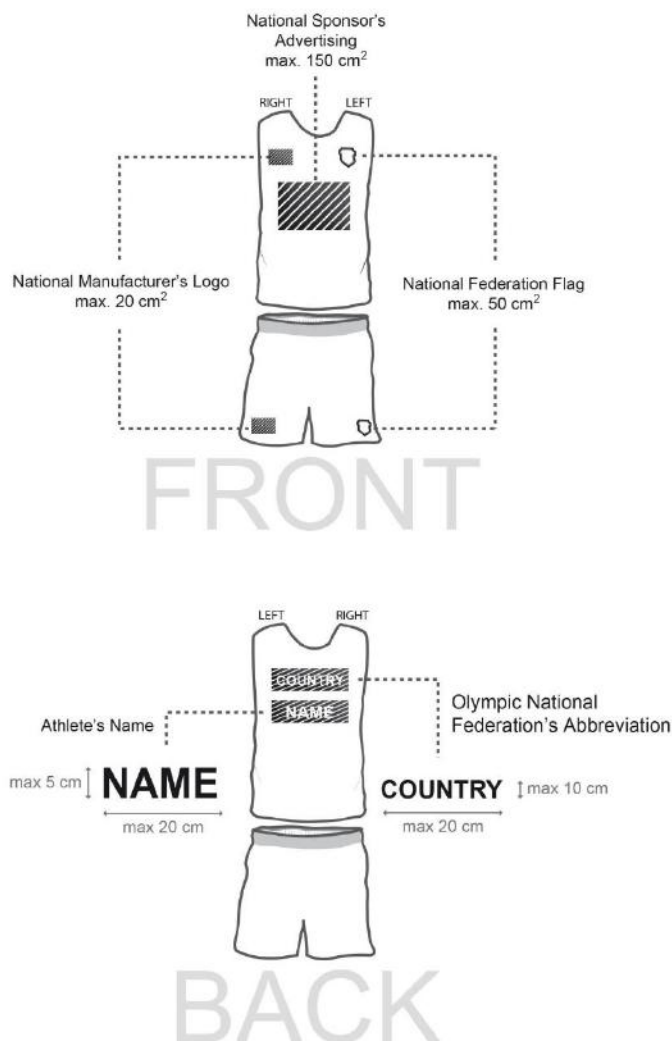 National Sponsor's
Advertising
max. 150 cm²
RIGHT
LEFT
National Manufacturer's Logo
max. 20 cm²
National Federation Flag
max. 50 cm²
FRONT
LEFT
RIGHT
COUNTRY
NAME
Athlete's Name
Olympic National
Federation's Abbreviation
max 5 cm
NAME
max 20 cm
COUNTRY
max 10 cm
max 20 cm
BACK